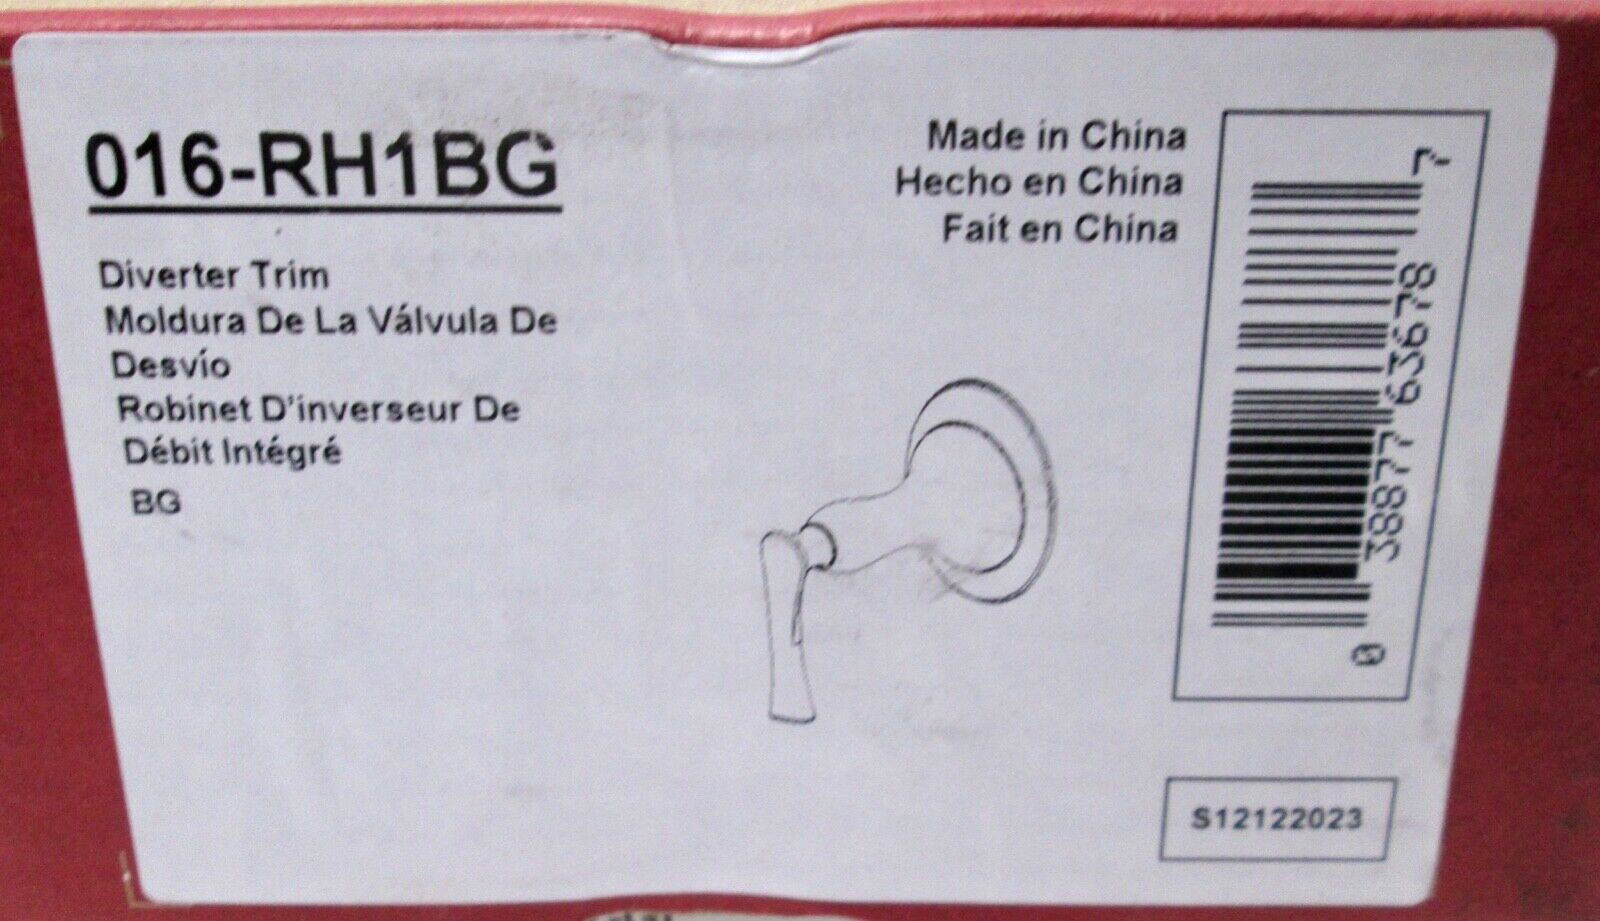 016-RH1BG
Diverter Trim
Moldura De La Válvula De
Desvío
Robinet D'inverseur De
Débit Intégré
BG
Made in China
Hecho en China
Fait en China
0 38877 63678 7
S12122023